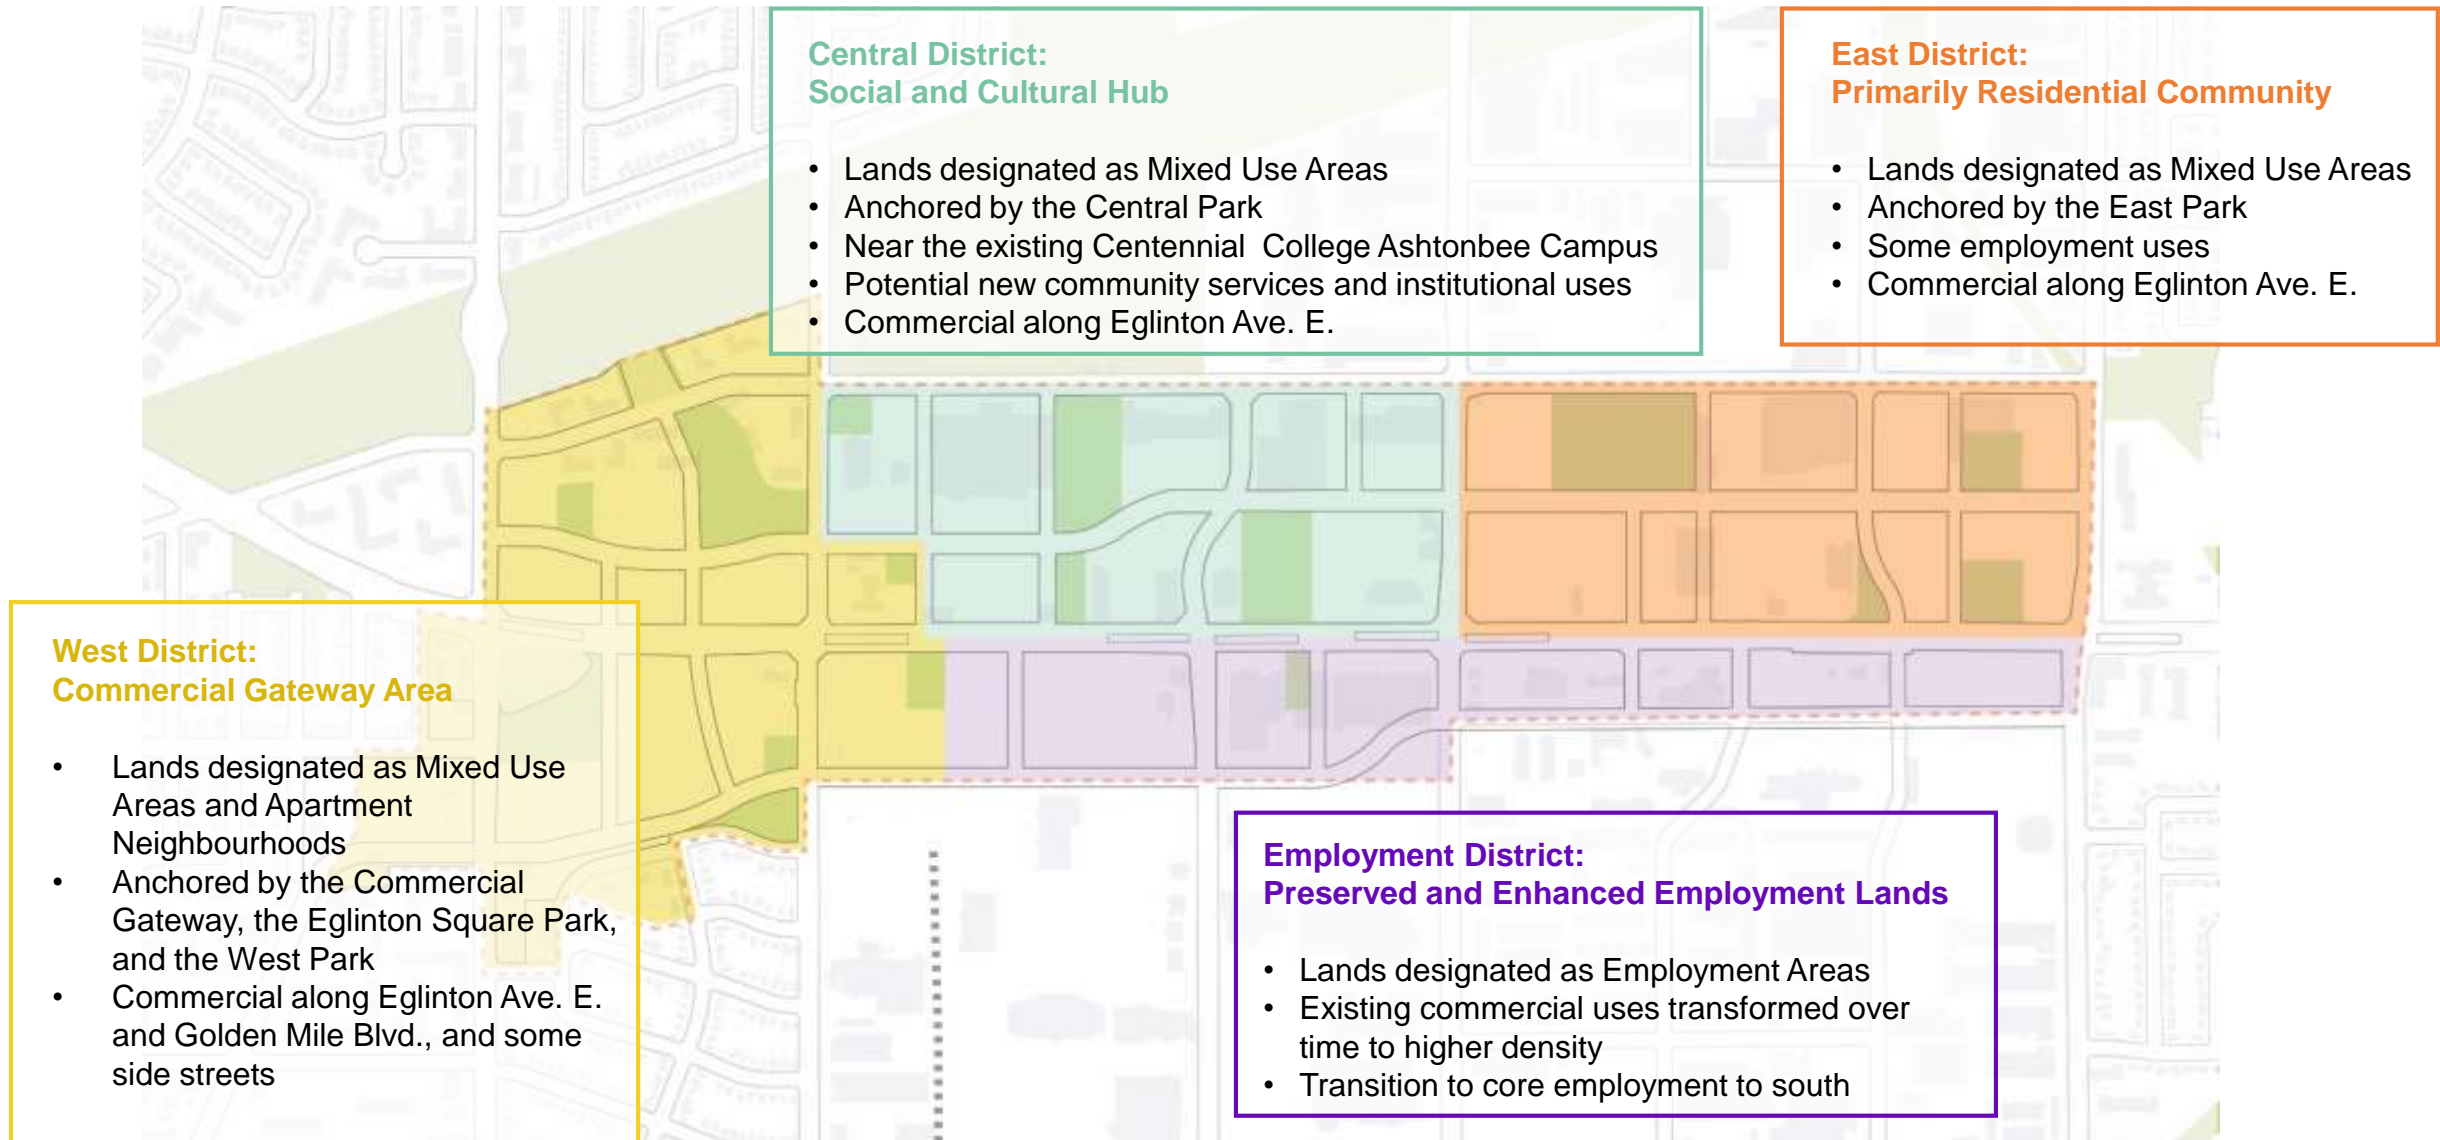 Central District:
Social and Cultural Hub
• Lands designated as Mixed Use Areas
• Anchored by the Central Park
• Near the existing Centennial College Ashtonbee Campus
• Potential new community services and institutional uses
• Commercial along Eglinton Ave. E.
East District:
Primarily Residential Community
• Lands designated as Mixed Use Areas
• Anchored by the East Park
• Some employment uses
• Commercial along Eglinton Ave. E.
West District:
Commercial Gateway Area
• Lands designated as Mixed Use
Areas and Apartment
Neighbourhoods
• Anchored by the Commercial
Gateway, the Eglinton Square Park,
and the West Park
• Commercial along Eglinton Ave. E.
and Golden Mile Blvd., and some
side streets
Employment District:
Preserved and Enhanced Employment Lands
• Lands designated as Employment Areas
• Existing commercial uses transformed over
time to higher density
• Transition to core employment to south